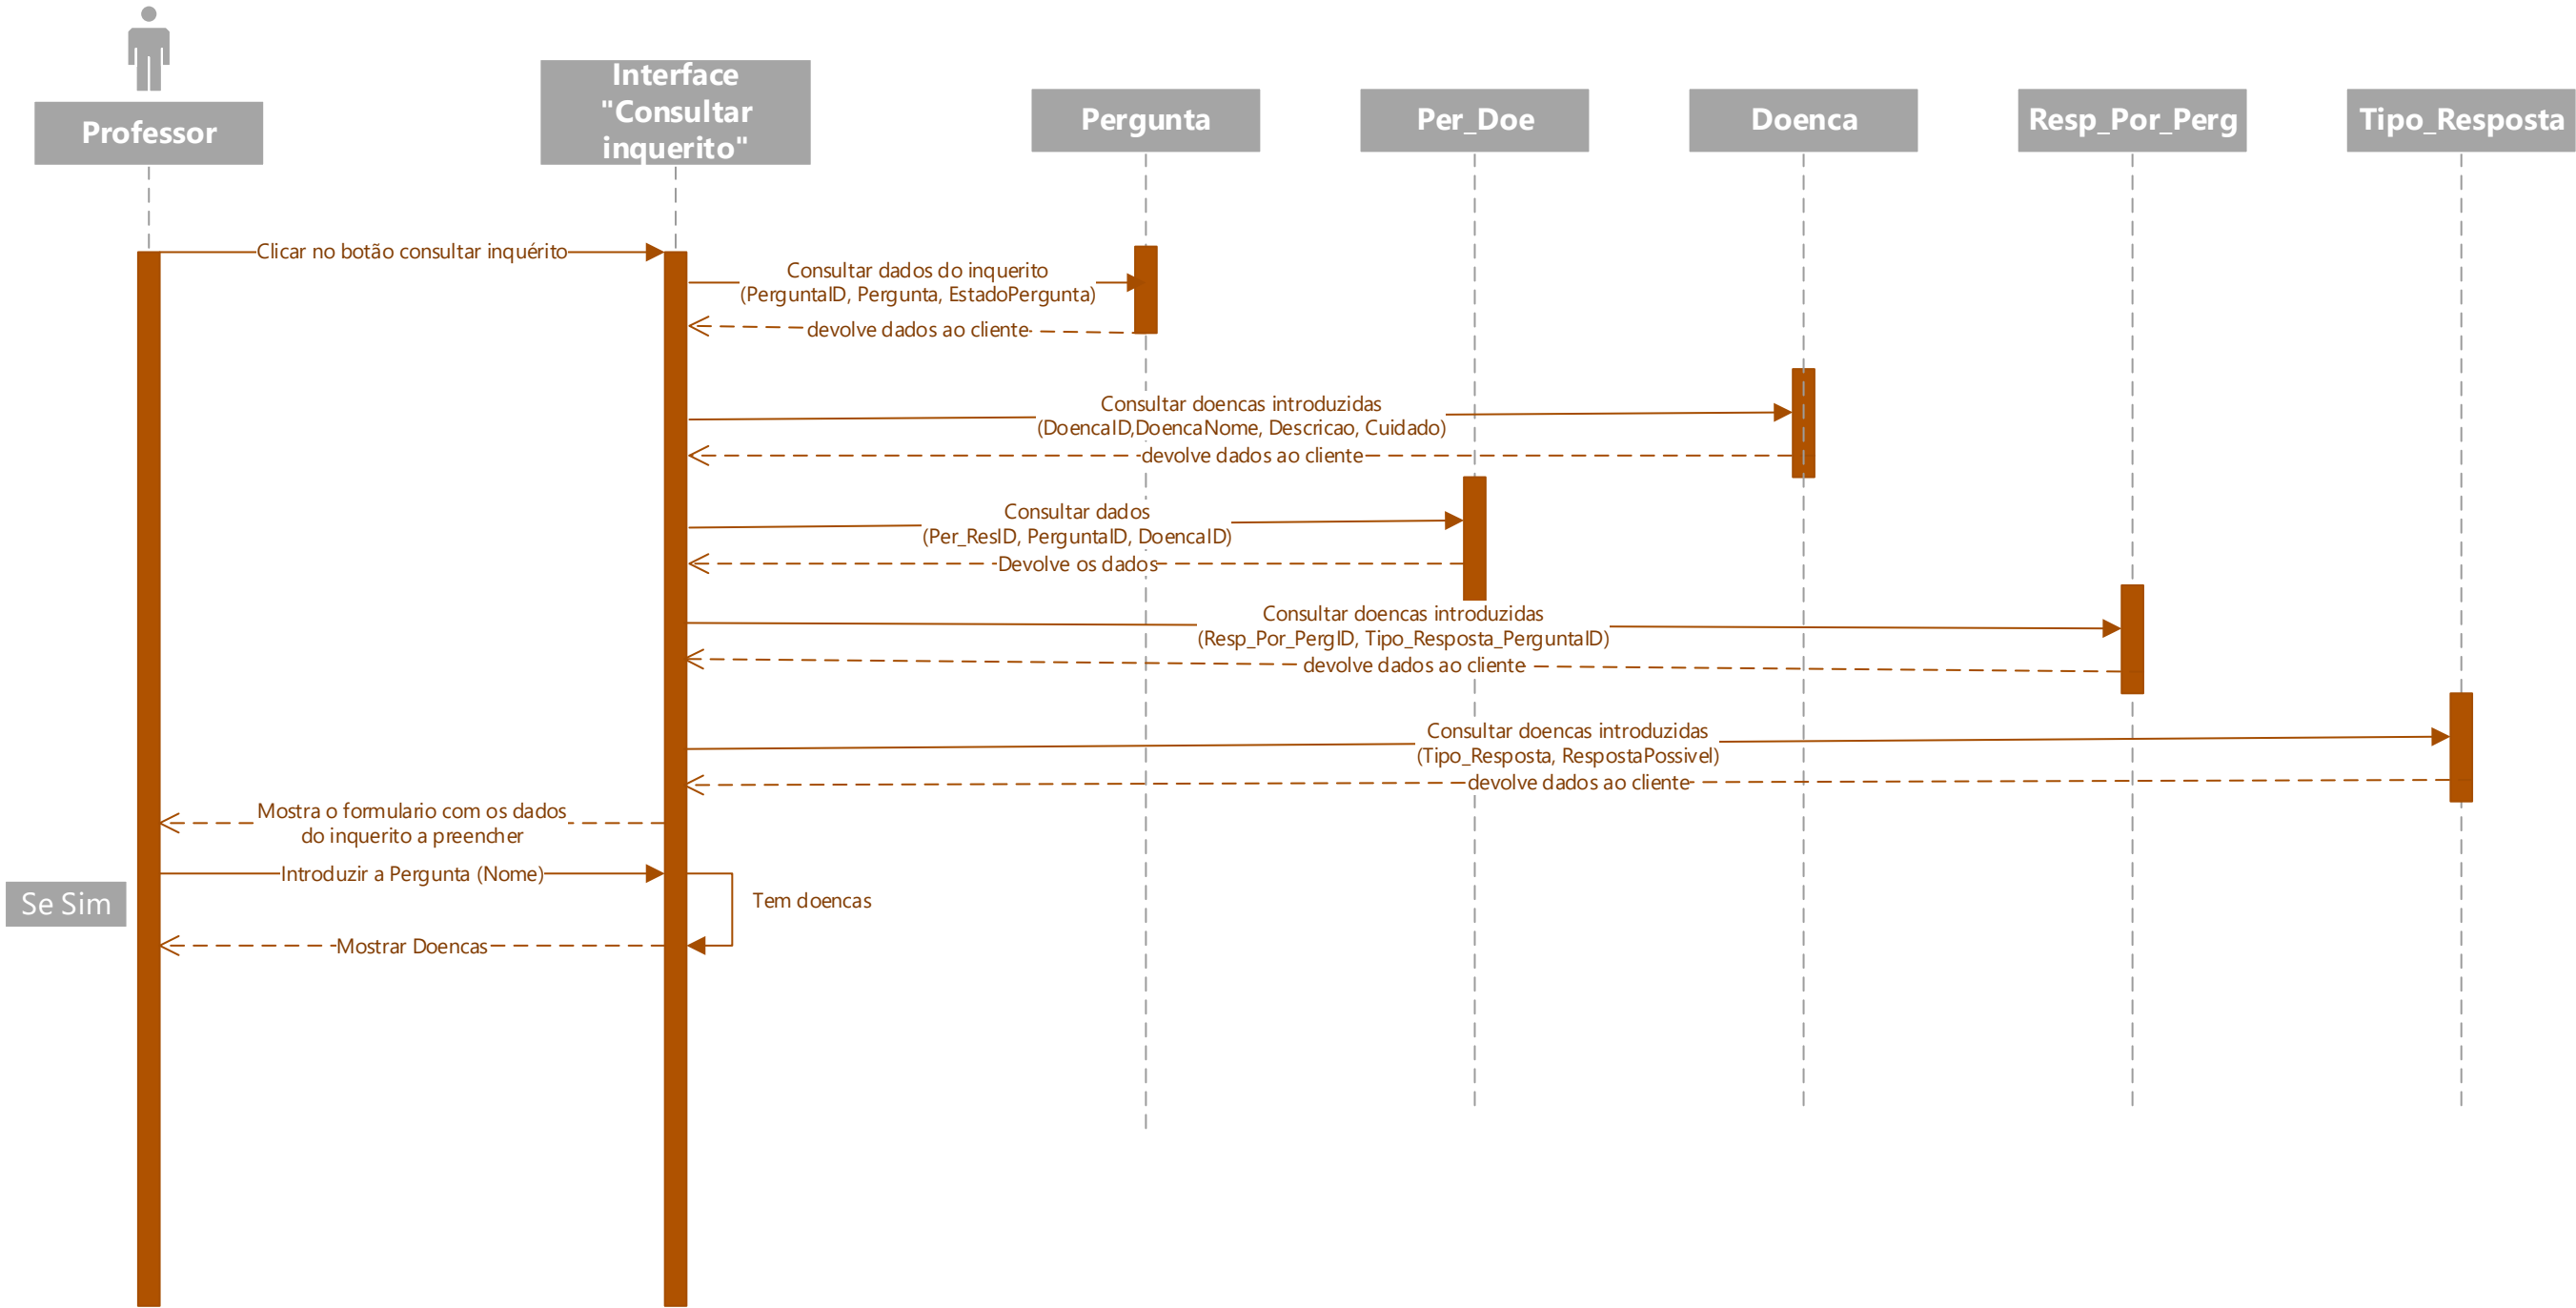 Professor
Interface
"Consultar
inquerito"
Pergunta
Per_Doe
Doenca
Resp_Por_Perg
Tipo_Resposta
Clicar no botão consultar inquérito
Consultar dados do inquerito
(PerguntaID, Pergunta, EstadoPergunta)
devolve dados ao cliente
Consultar doencas introduzidas
(DoencaID,DoencaNome, Descricao, Cuidado)
devolve dados ao cliente
Consultar dados
(Per_ResID, PerguntaID, DoencaID)
Devolve os dados
Consultar doencas introduzidas
(Resp_Por_PergID, Tipo_Resposta_PerguntaID)
devolve dados ao cliente
Consultar doencas introduzidas
(Tipo_Resposta, RespostaPossivel)
devolve dados ao cliente
Mostra o formulario com os dados
do inquerito a preencher
Introduzir a Pergunta (Nome)
Se Sim
Tem doencas
Mostrar Doencas